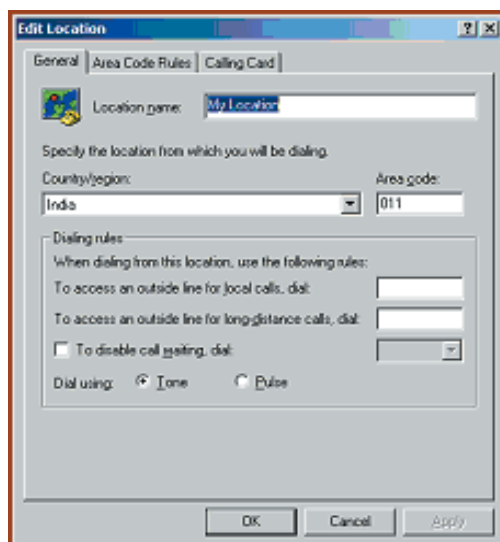 Edit Location
General Area Code Rules Calling Card
Location name: My Location
Specify the location from which you will be dialing.
Country/region: Area code:
India 011
Dialing rules
When dialing from this location, use the following rules:
To access an outside line for local calls, dial:
To access an outside line for long-distance calls, dial:
To disable call waiting, dial:
Dial using: Tone Pulse
OK Cancel Apply